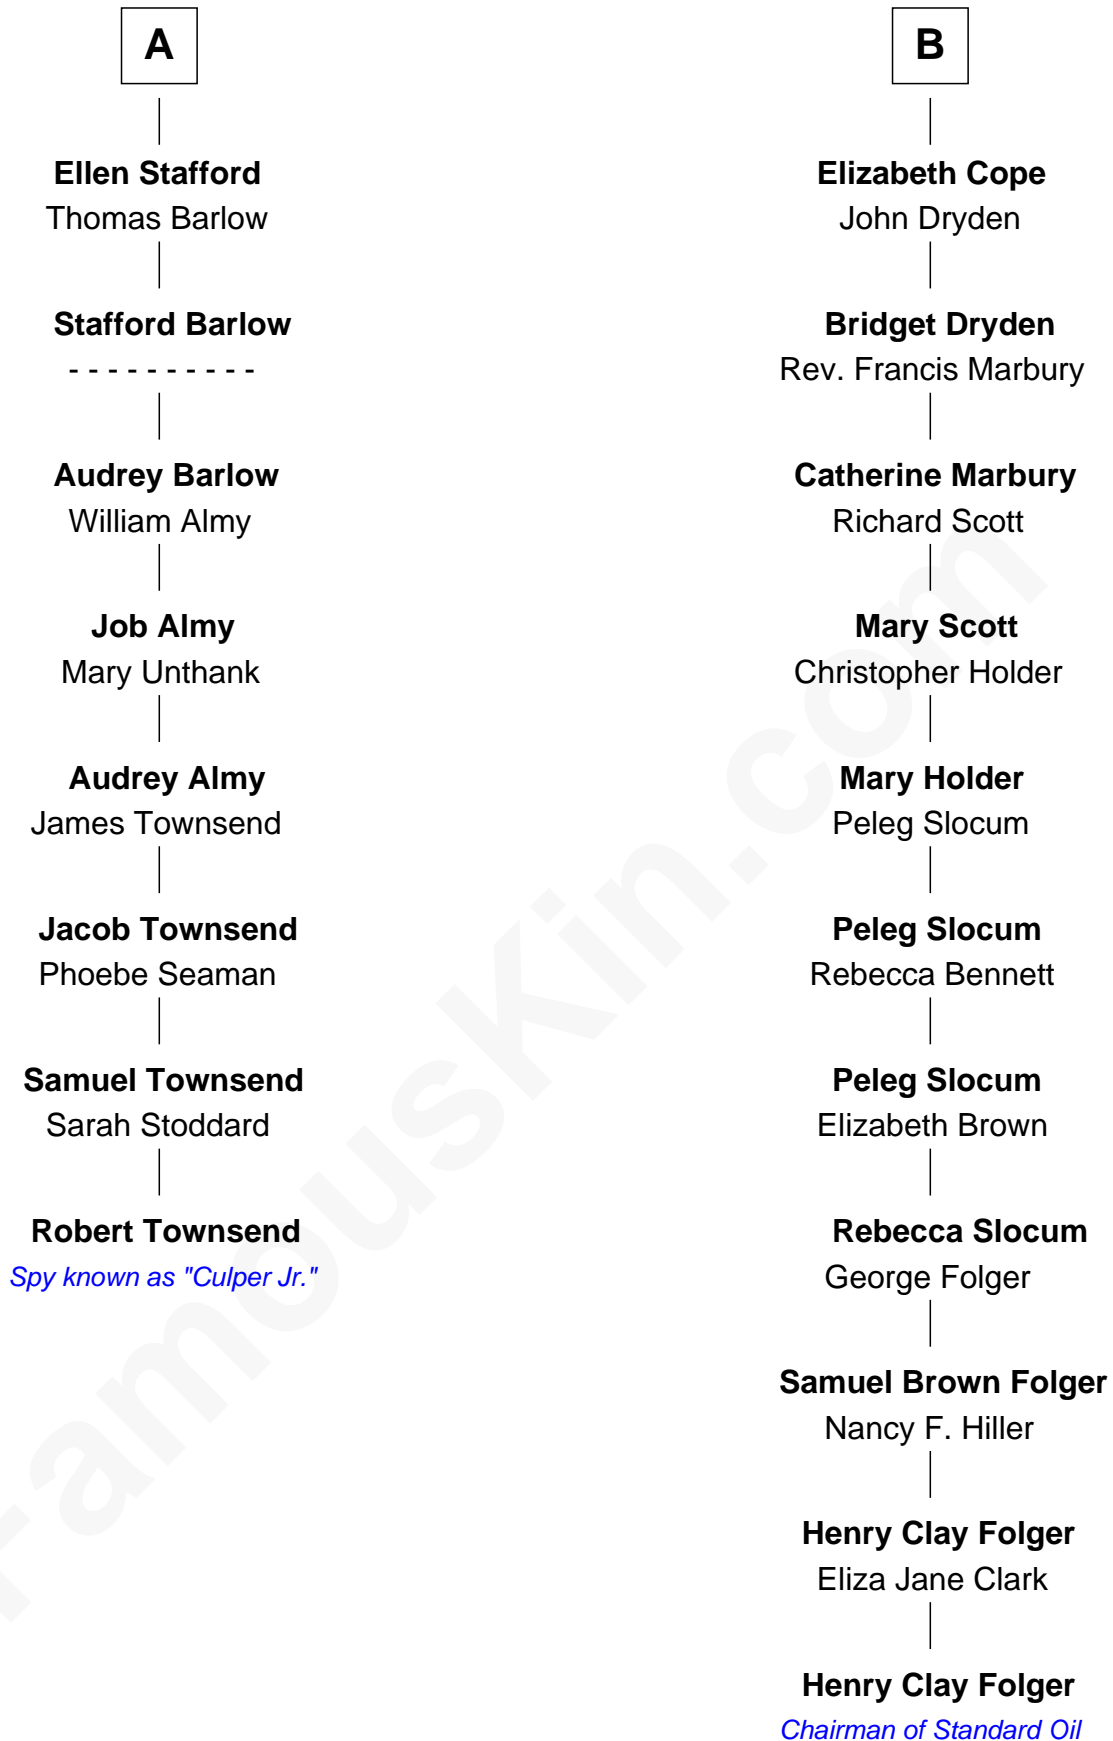 A
Ellen Stafford
Thomas Barlow
Stafford Barlow
- - - - - - - - - -
Audrey Barlow
William Almy
Job Almy
Mary Unthank
Audrey Almy
James Townsend
Jacob Townsend
Phoebe Seaman
Samuel Townsend
Sarah Stoddard
Robert Townsend
Spy known as "Culper Jr."
B
Elizabeth Cope
John Dryden
Bridget Dryden
Rev. Francis Marbury
Catherine Marbury
Richard Scott
Mary Scott
Christopher Holder
Mary Holder
Peleg Slocum
Peleg Slocum
Rebecca Bennett
Peleg Slocum
Elizabeth Brown
Rebecca Slocum
George Folger
Samuel Brown Folger
Nancy F. Hiller
Henry Clay Folger
Eliza Jane Clark
Henry Clay Folger
Chairman of Standard Oil
FamousKin.com